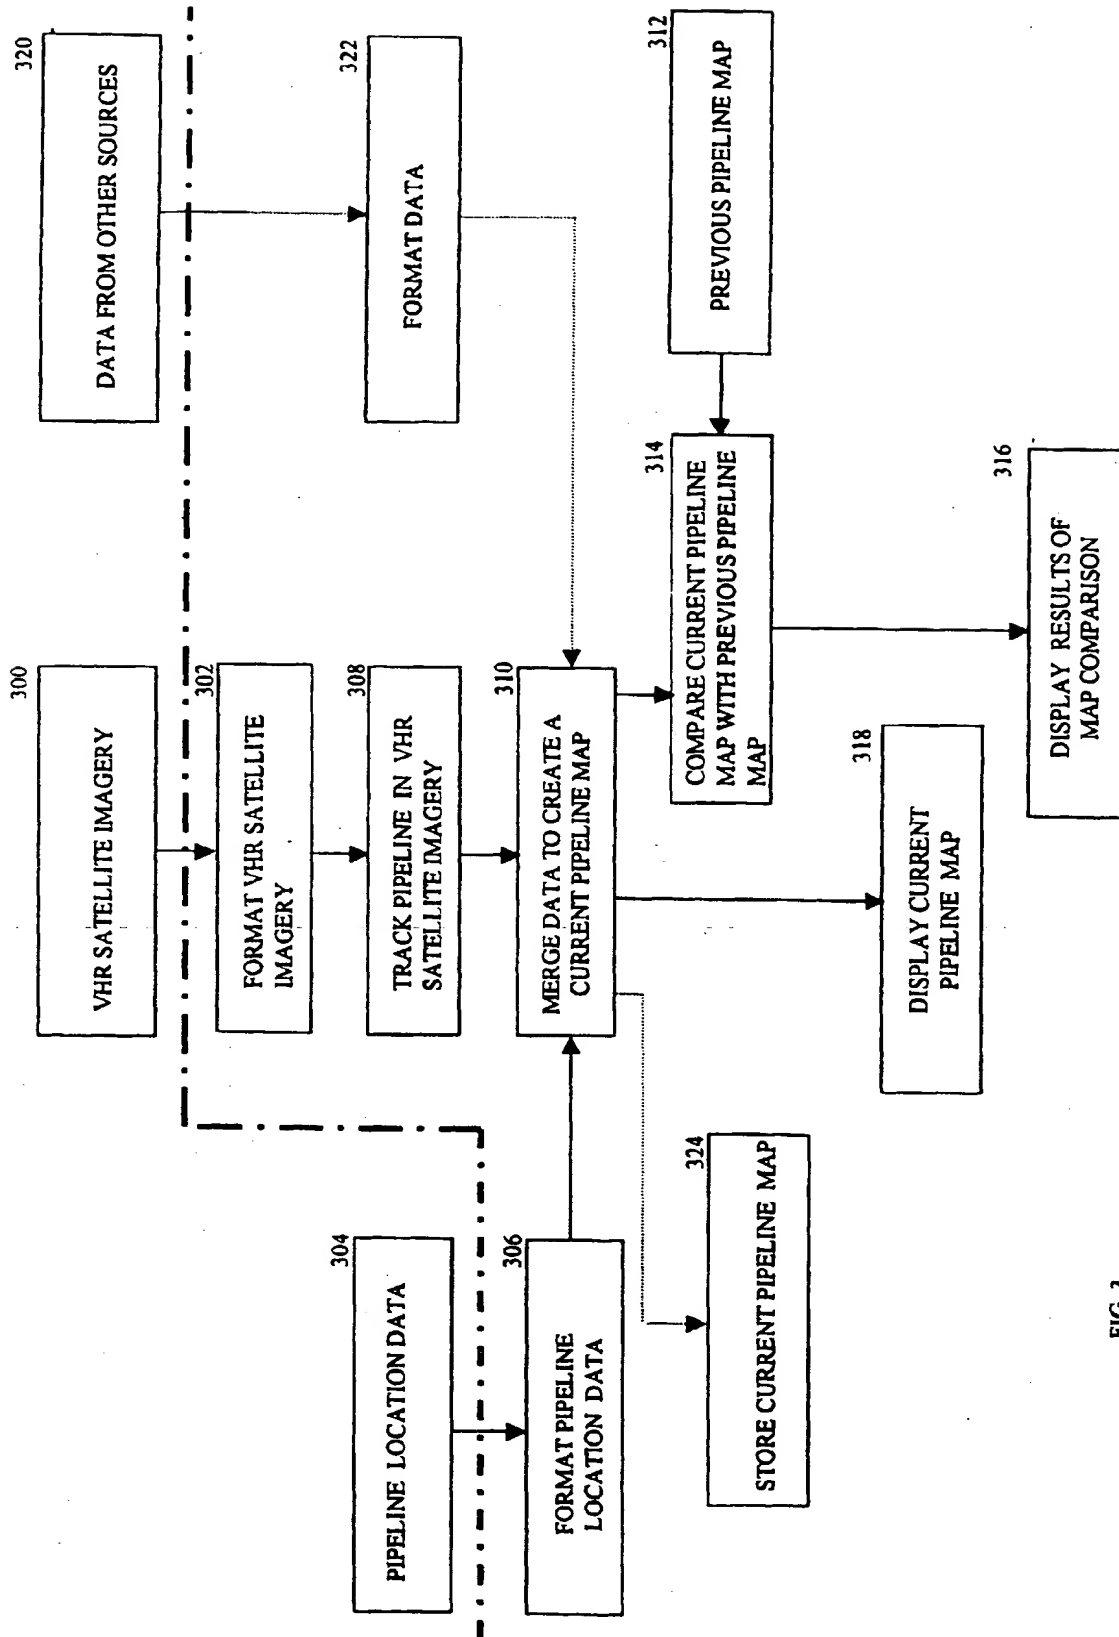 320
DATA FROM OTHER SOURCES
300
VHR SATELLITE IMAGERY
322
FORMAT DATA
302
FORMAT VHR SATELLITE
IMAGERY
308
TRACK PIPELINE IN VHR
SATELLITE IMAGERY
304
PIPELINE LOCATION DATA
306
FORMAT PIPELINE
LOCATION DATA
310
MERGE DATA TO CREATE A
CURRENT PIPELINE MAP
312
PREVIOUS PIPELINE MAP
314
COMPARE CURRENT PIPELINE
MAP WITH PREVIOUS PIPELINE
MAP
324
STORE CURRENT PIPELINE MAP
318
DISPLAY CURRENT
PIPELINE MAP
316
DISPLAY RESULTS OF
MAP COMPARISON
FIG.